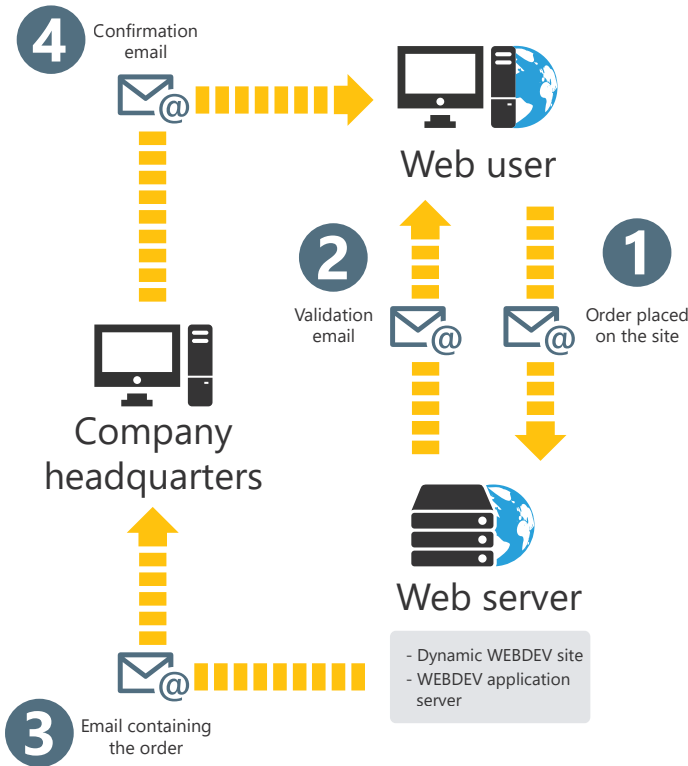 4
Confirmation
email
Web user
1
Order placed
on the site
2
Validation
email
Company
headquarters
Web server
- Dynamic WEBDEV site
- WEBDEV application
server
3
Email containing
the order
@
@
@
@